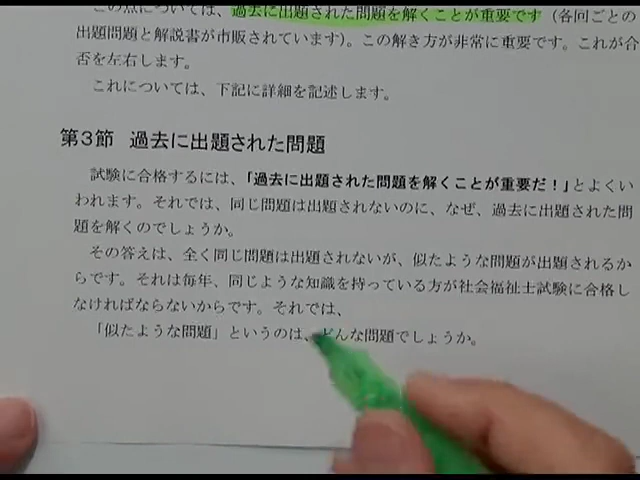 この点については、過去に出題された問題を解くことが重要です（各回ごとの
出題問題と解説書が市販されています）。この解き方が非常に重要です。これが合
否を左右します。
これについては、下記に詳細を記述します。
第3節 過去に出題された問題
試験に合格するには、「過去に出題された問題を解くことが重要だ！」とよくい
われます。それでは、同じ問題は出題されないのに、なぜ、過去に出題された問
題を解くのでしょうか。
その答えは、全く同じ問題は出題されないが、似たような問題が出題されるか
らです。それは毎年、同じような知識を持っている方が社会福祉士試験に合格し
なければならないからです。それでは、
「似たような問題」というのは、どんな問題でしょうか。